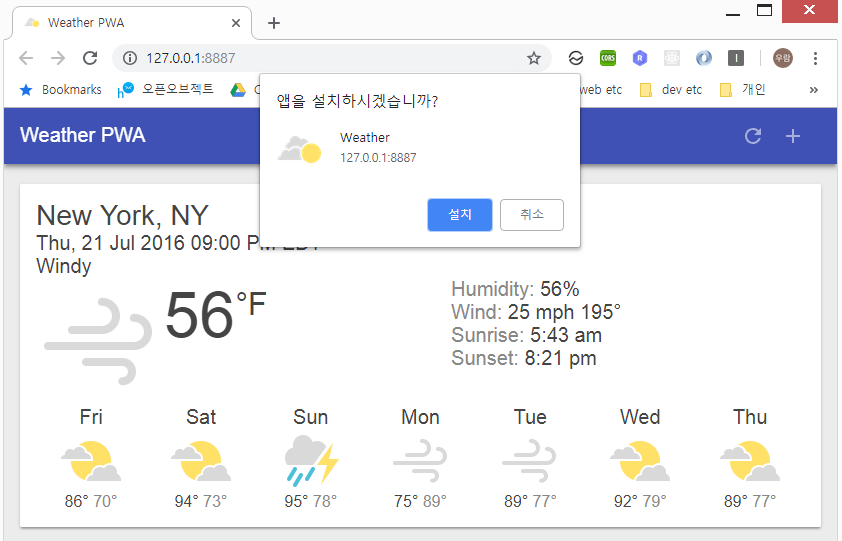 Weather PWA
127.0.0.1:8887
CORS
R
I
우람
Bookmarks 오픈오브젝트 web etc dev etc 개인 »
앱을 설치하시겠습니까?
Weather
127.0.0.1:8887
설치 취소
Weather PWA
New York, NY
Thu, 21 Jul 2016 09:00 PM EDT
Windy
56°F
Humidity: 56%
Wind: 25 mph 195°
Sunrise: 5:43 am
Sunset: 8:21 pm
Fri Sat Sun Mon Tue Wed Thu
86° 70° 94° 73° 95° 78° 75° 89° 89° 77° 92° 79° 89° 77°